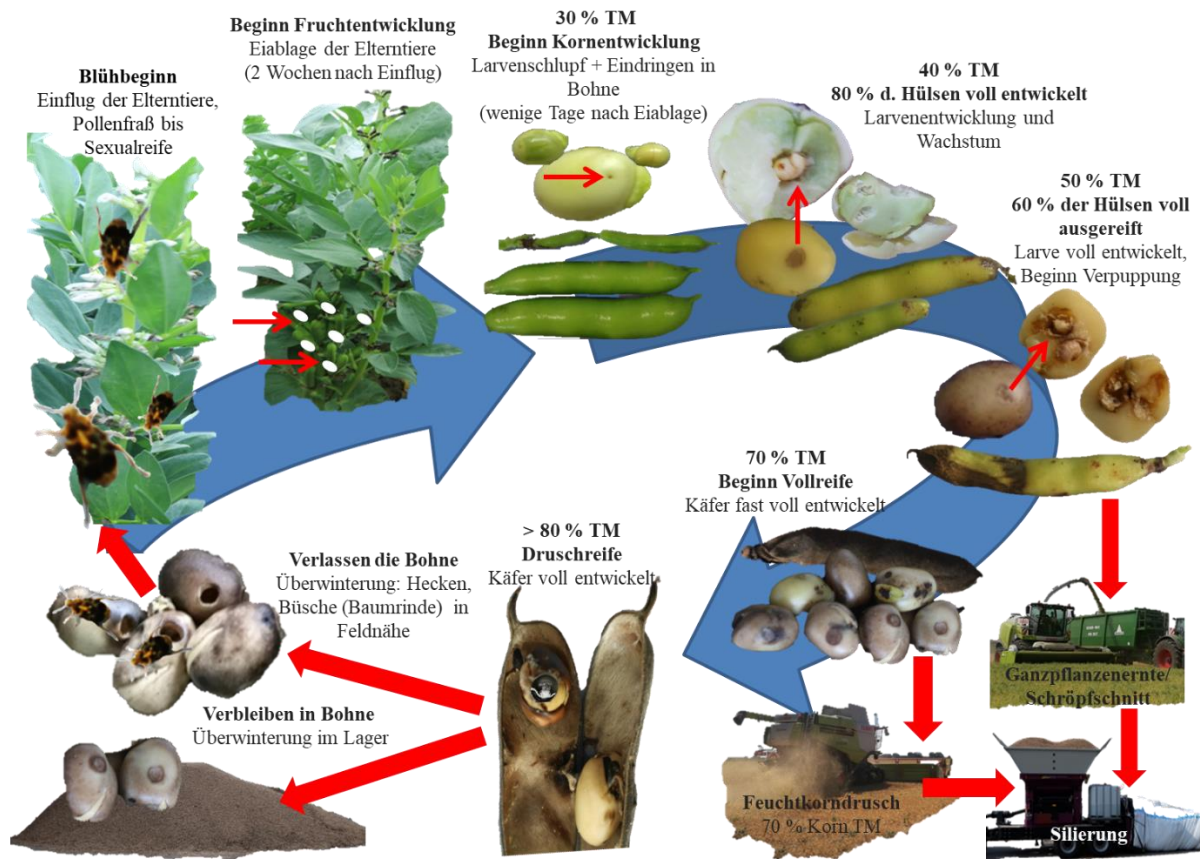 Blühbeginn
Einflug der Elterntiere,
Pollenfraß bis
Sexualreife
Beginn Fruchtentwicklung
Eiablage der Elterntiere
(2 Wochen nach Einflug)
30 % TM
Beginn Kornentwicklung
Larvenschlupf + Eindringen in
Bohne
(wenige Tage nach Eiablage)
40 % TM
80 % d. Hülsen voll entwickelt
Larvenentwicklung und
Wachstum
50 % TM
60 % der Hülsen voll
ausgereift
Larve voll entwickelt,
Beginn Verpuppung
70 % TM
Beginn Vollreife
Käfer fast voll entwickelt
> 80 % TM
Druschreife
Käfer voll entwickelt
Verlassen die Bohne
Überwinterung: Hecken,
Büsche (Baumrinde) in
Feldnähe
Verbleiben in Bohne
Überwinterung im Lager
Ganzpflanzenernte/
Schröpfschnitt
Feuchtkorndrusch
70 % Korn TM
Silierung